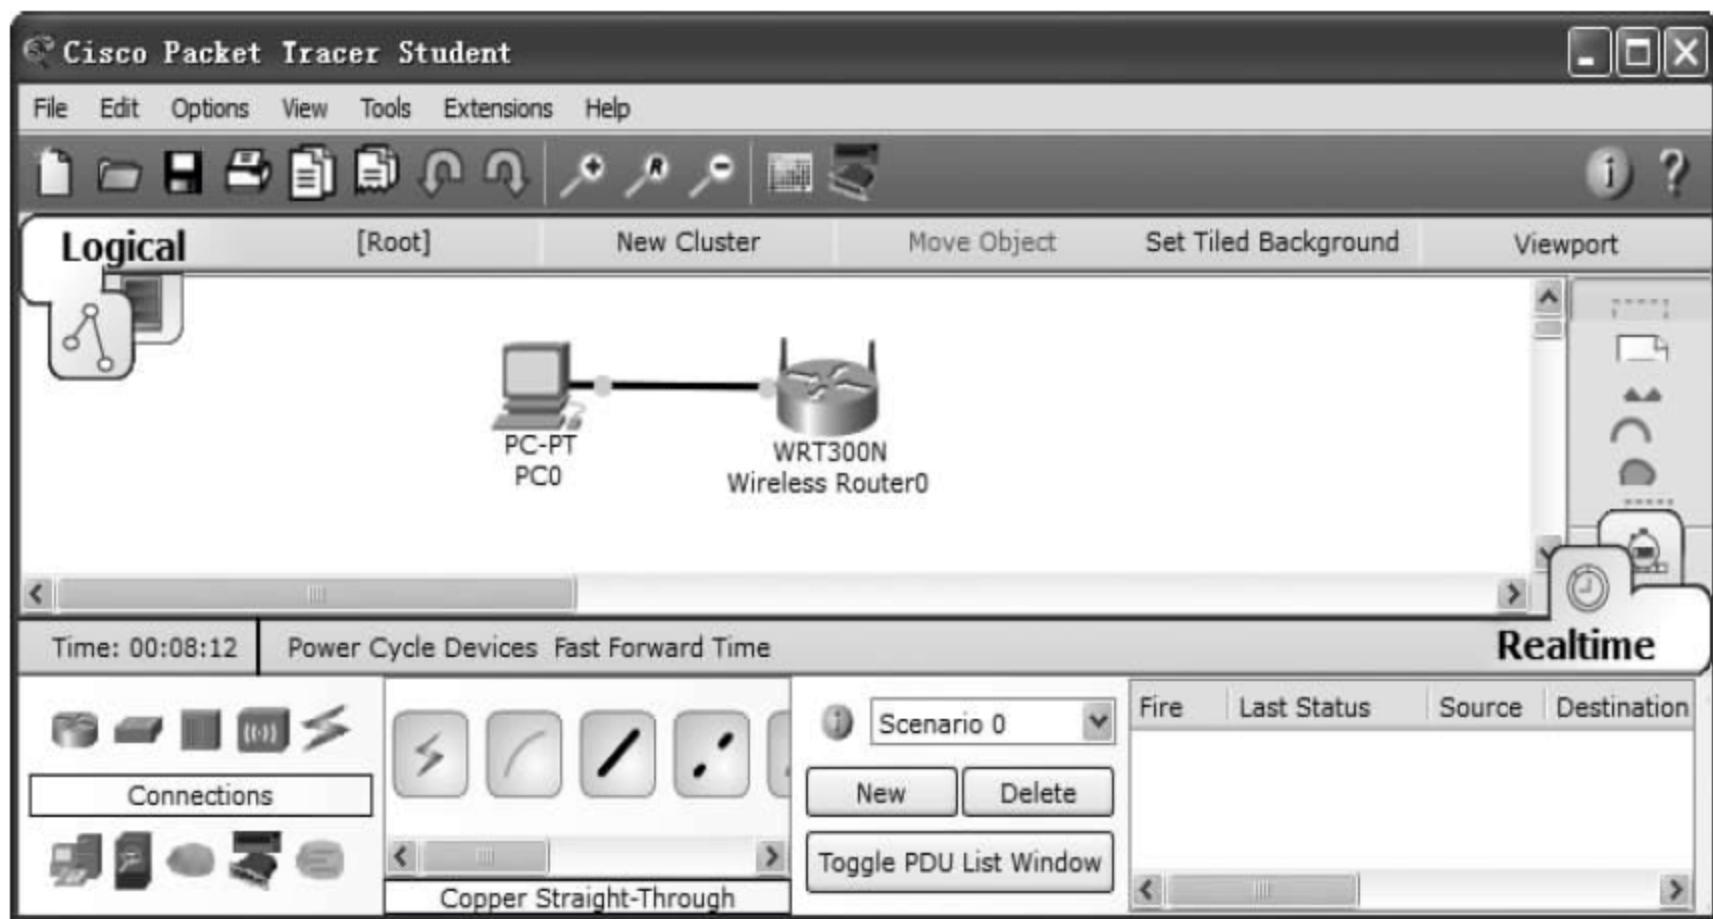 Cisco Packet Tracer Student
File Edit Options View Tools Extensions Help
R
i ?
Logical [Root] New Cluster Move Object Set Tiled Background Viewport
PC-PT
PC0
WRT300N
Wireless Router0
Time: 00:08:12 Power Cycle Devices Fast Forward Time Realtime
Connections
Copper Straight-Through
i Scenario 0
New Delete
Toggle PDU List Window
Fire Last Status Source Destination